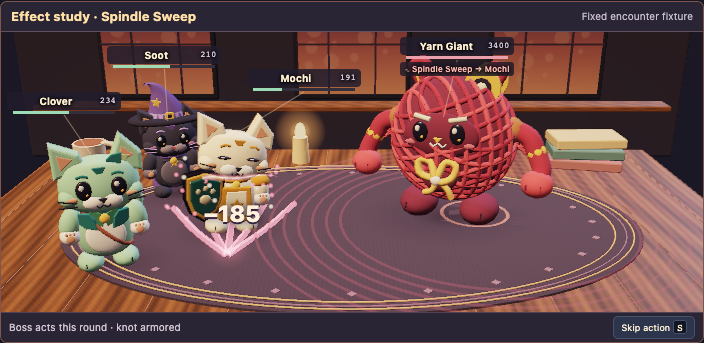 Effect study · Spindle Sweep
Fixed encounter fixture
Soot 210
Yarn Giant 3400
Spindle Sweep → Mochi
Mochi 191
Clover 234
−185
Boss acts this round · knot armored
Skip action S